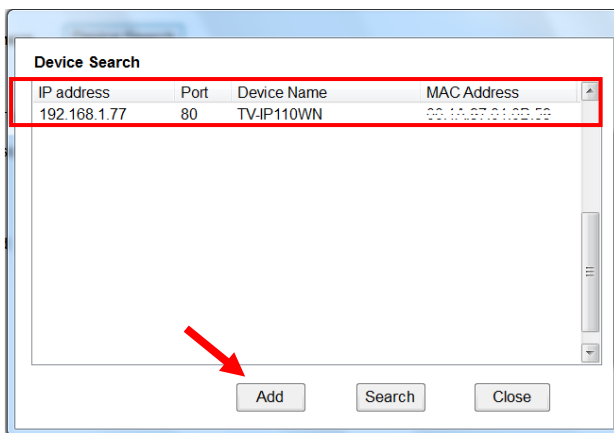 Device Search
IP address Port Device Name MAC Address
192.168.1.77 80 TV-IP110WN
Add Search Close